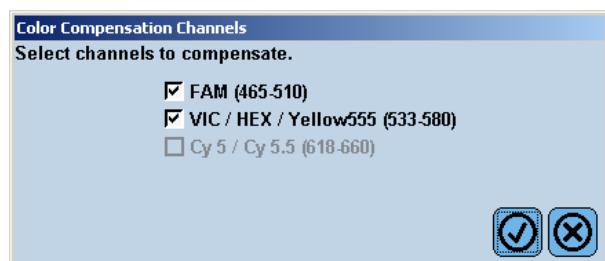 Color Compensation Channels
Select channels to compensate.
FAM (465-510)
VIC / HEX / Yellow555 (533-580)
Cy 5 / Cy 5.5 (618-660)